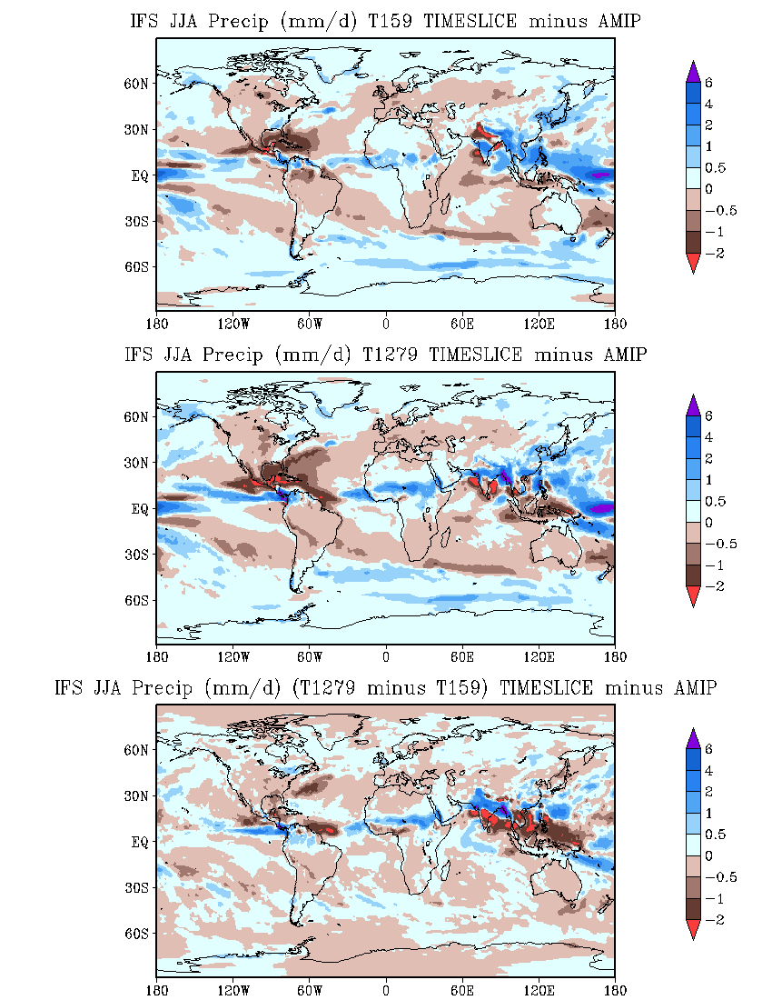 IFS JJA Precip (mm/d) T159 TIMESLICE minus AMIP
60N
30N
EQ
30S
60S
180 120W 60W 0 60E 120E 180
6
4
2
1
0.5
0
−0.5
−1
−2
IFS JJA Precip (mm/d) T1279 TIMESLICE minus AMIP
60N
30N
EQ
30S
60S
180 120W 60W 0 60E 120E 180
6
4
2
1
0.5
0
−0.5
−1
−2
IFS JJA Precip (mm/d) (T1279 minus T159) TIMESLICE minus AMIP
60N
30N
EQ
30S
60S
180 120W 60W 0 60E 120E 180
6
4
2
1
0.5
0
−0.5
−1
−2